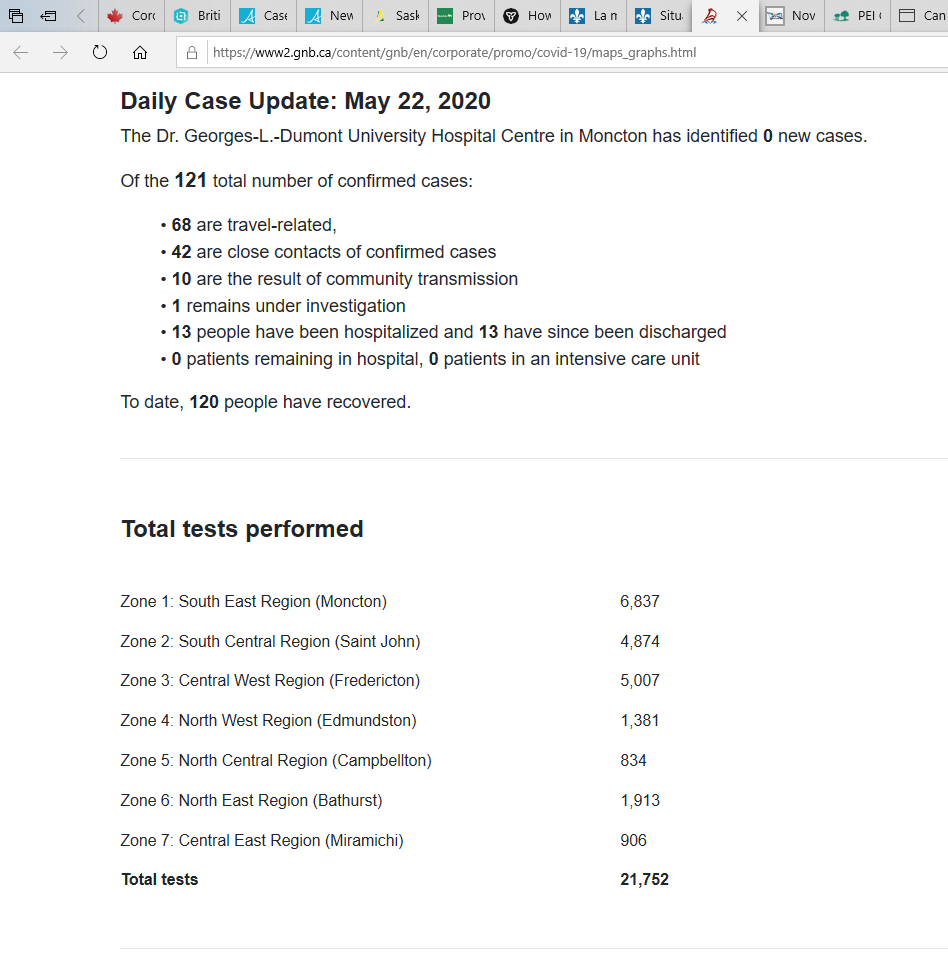 Corc
Briti
Case
New
Sask
Prov
How
La m
Situ
Nov
PEI
Can
https://www2.gnb.ca/content/gnb/en/corporate/promo/covid-19/maps_graphs.html
Daily Case Update: May 22, 2020
The Dr. Georges-L.-Dumont University Hospital Centre in Moncton has identified 0 new cases.
Of the 121 total number of confirmed cases:
• 68 are travel-related,
• 42 are close contacts of confirmed cases
• 10 are the result of community transmission
• 1 remains under investigation
• 13 people have been hospitalized and 13 have since been discharged
• 0 patients remaining in hospital, 0 patients in an intensive care unit
To date, 120 people have recovered.
Total tests performed
Zone 1: South East Region (Moncton) 6,837
Zone 2: South Central Region (Saint John) 4,874
Zone 3: Central West Region (Fredericton) 5,007
Zone 4: North West Region (Edmundston) 1,381
Zone 5: North Central Region (Campbellton) 834
Zone 6: North East Region (Bathurst) 1,913
Zone 7: Central East Region (Miramichi) 906
Total tests 21,752